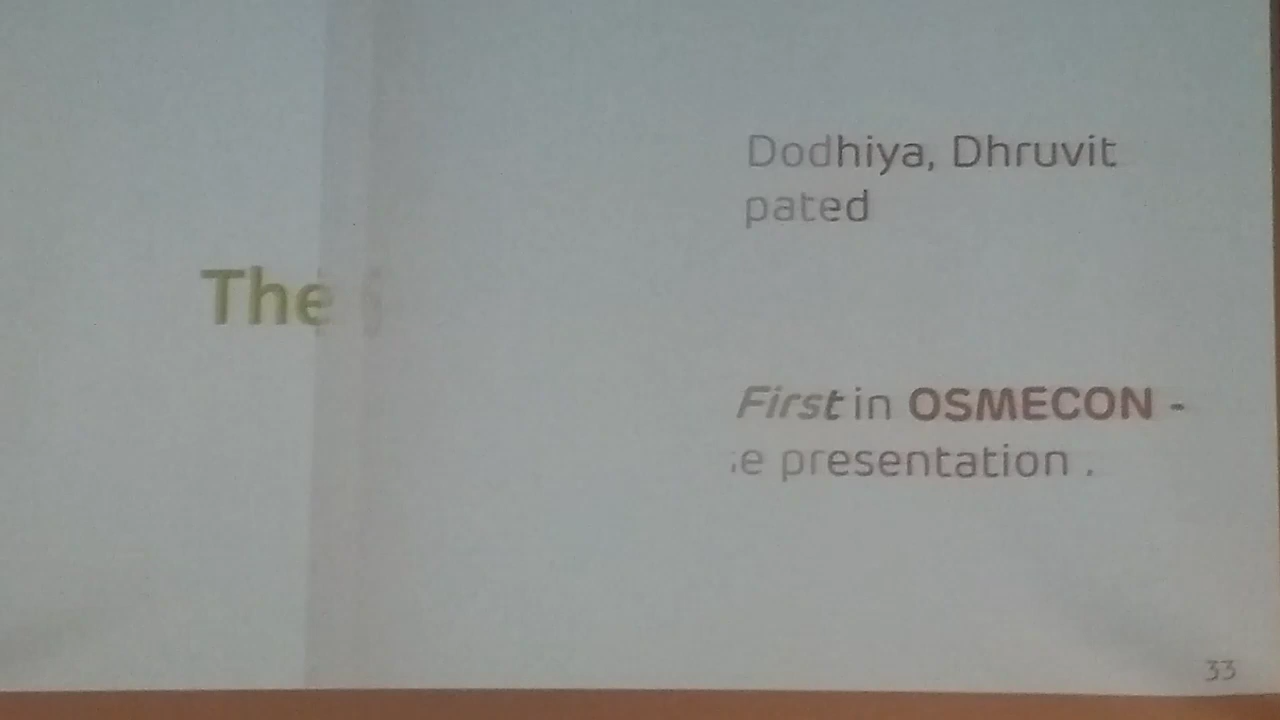 Dodhiya, Dhruvit
pated
The
First in OSMECON -
e presentation .
33